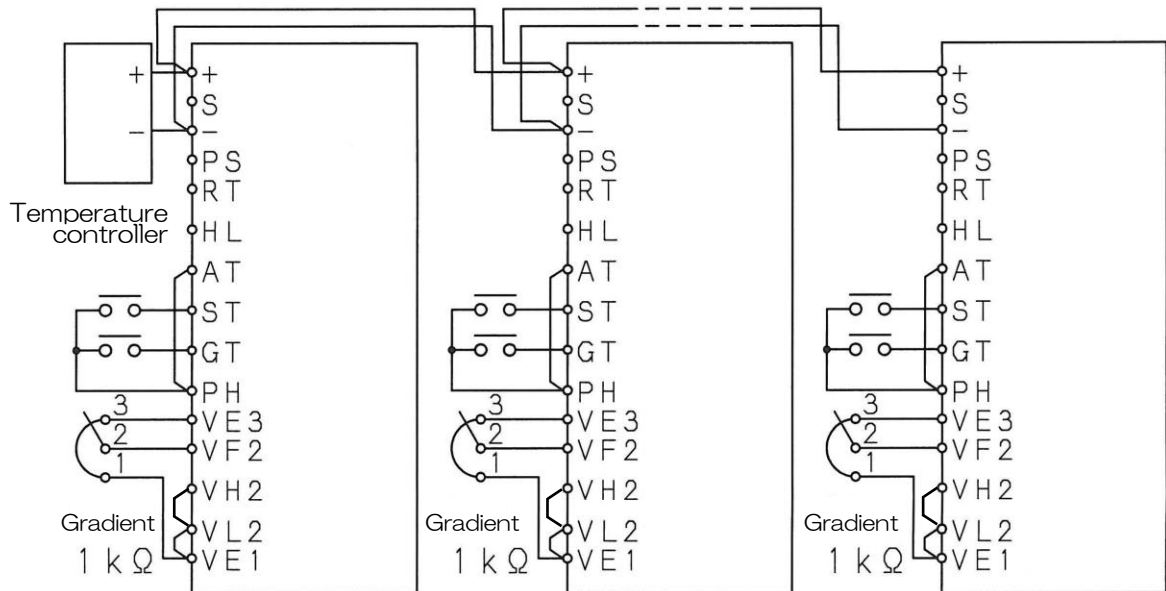 +
−
Temperature
controller
+
S
−
PS
RT
HL
AT
ST
GT
PH
VE3
VF2
VH2
VL2
VE1
3
2
1
Gradient
1 kΩ
+
S
−
PS
RT
HL
AT
ST
GT
PH
VE3
VF2
VH2
VL2
VE1
3
2
1
Gradient
1 kΩ
+
S
−
PS
RT
HL
AT
ST
GT
PH
VE3
VF2
VH2
VL2
VE1
3
2
1
Gradient
1 kΩ